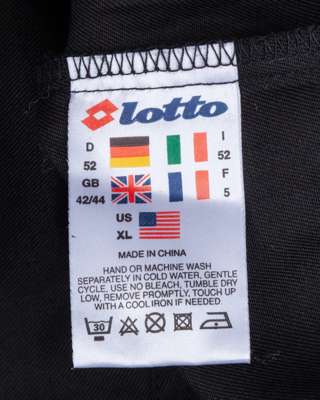 lotto
D I
52 52
GB F
42/44 5
US
XL
MADE IN CHINA
HAND OR MACHINE WASH
SEPARATELY IN COLD WATER, GENTLE
CYCLE, USE NO BLEACH, TUMBLE DRY
LOW, REMOVE PROMPTLY, TOUCH UP
WITH A COOL IRON IF NEEDED.
30